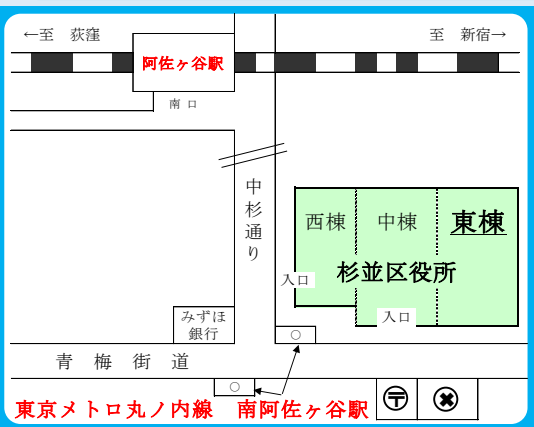 ←至 荻窪
至 新宿→
阿佐ヶ谷駅
南口
中杉通り
西棟
中棟
東棟
杉並区役所
入口
入口
みずほ
銀行
青梅街道
東京メトロ丸ノ内線 南阿佐ヶ谷駅
〒